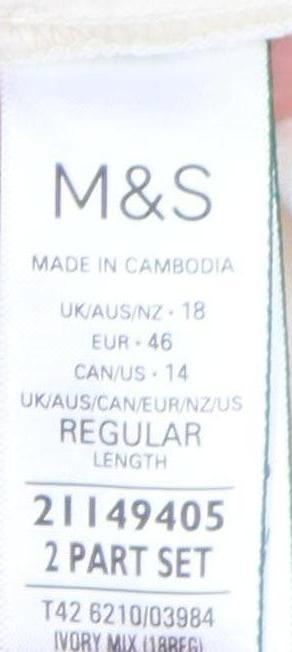 M&S
MADE IN CAMBODIA
UK/AUS/NZ · 18
EUR · 46
CAN/US · 14
UK/AUS/CAN/EUR/NZ/US
REGULAR
LENGTH
21149405
2 PART SET
T42 6210/03984
IVORY MIX (18REG)